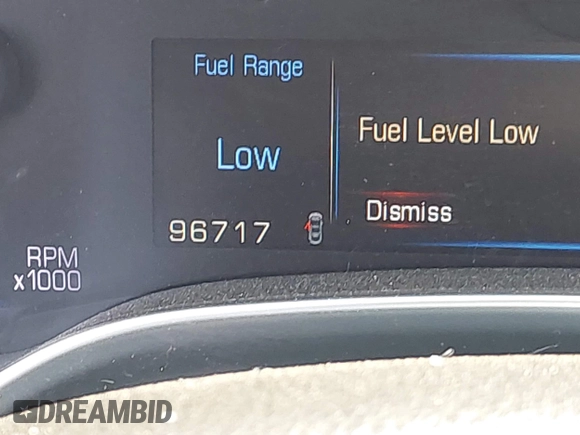 Fuel Range
Low
Fuel Level Low
Dismiss
96717
RPM
x1000
DREAMBID